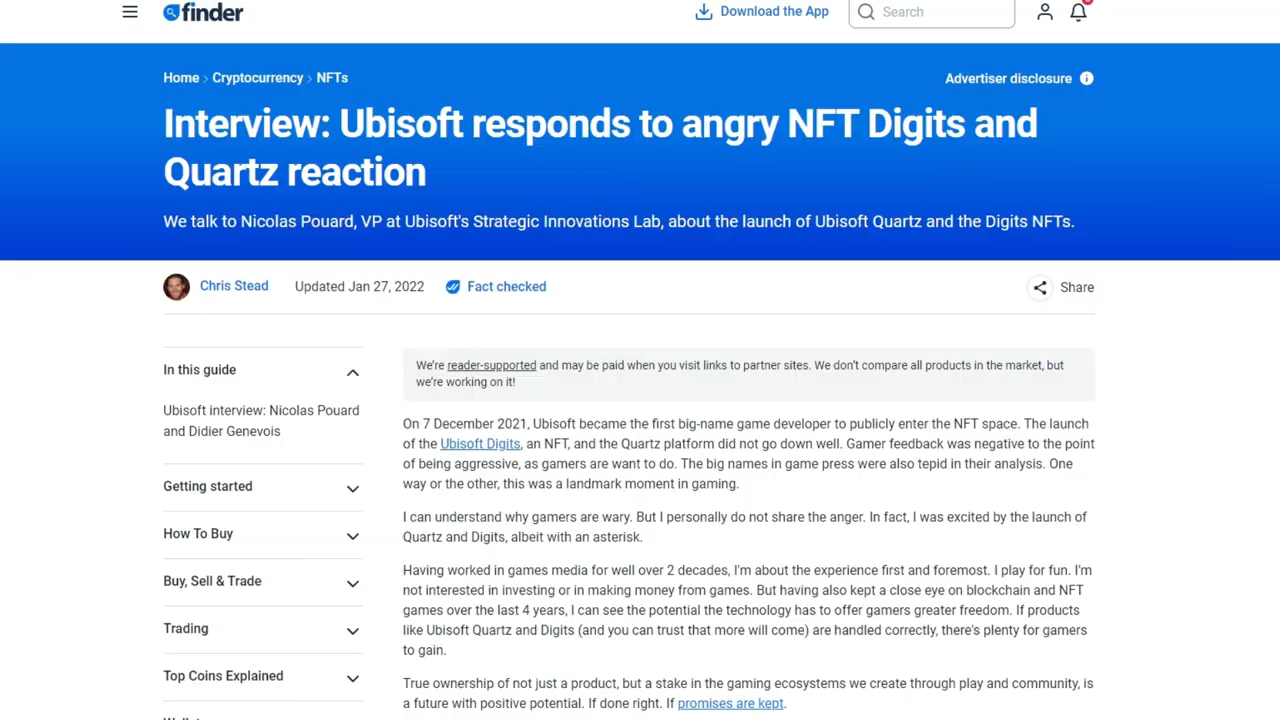 finder
Download the App
Search
Home > Cryptocurrency > NFTs
Advertiser disclosure
Interview: Ubisoft responds to angry NFT Digits and
Quartz reaction
We talk to Nicolas Pouard, VP at Ubisoft's Strategic Innovations Lab, about the launch of Ubisoft Quartz and the Digits NFTs.
Chris Stead
Updated Jan 27, 2022
Fact checked
Share
In this guide
Ubisoft interview: Nicolas Pouard
and Didier Genevois
Getting started
How To Buy
Buy, Sell & Trade
Trading
Top Coins Explained
We're reader-supported and may be paid when you visit links to partner sites. We don't compare all products in the market, but
we're working on it!
On 7 December 2021, Ubisoft became the first big-name game developer to publicly enter the NFT space. The launch
of the Ubisoft Digits, an NFT, and the Quartz platform did not go down well. Gamer feedback was negative to the point
of being aggressive, as gamers are want to do. The big names in game press were also tepid in their analysis. One
way or the other, this was a landmark moment in gaming.
I can understand why gamers are wary. But I personally do not share the anger. In fact, I was excited by the launch of
Quartz and Digits, albeit with an asterisk.
Having worked in games media for well over 2 decades, I'm about the experience first and foremost. I play for fun. I'm
not interested in investing or in making money from games. But having also kept a close eye on blockchain and NFT
games over the last 4 years, I can see the potential the technology has to offer gamers greater freedom. If products
like Ubisoft Quartz and Digits (and you can trust that more will come) are handled correctly, there's plenty for gamers
to gain.
True ownership of not just a product, but a stake in the gaming ecosystems we create through play and community, is
a future with positive potential. If done right. If promises are kept.